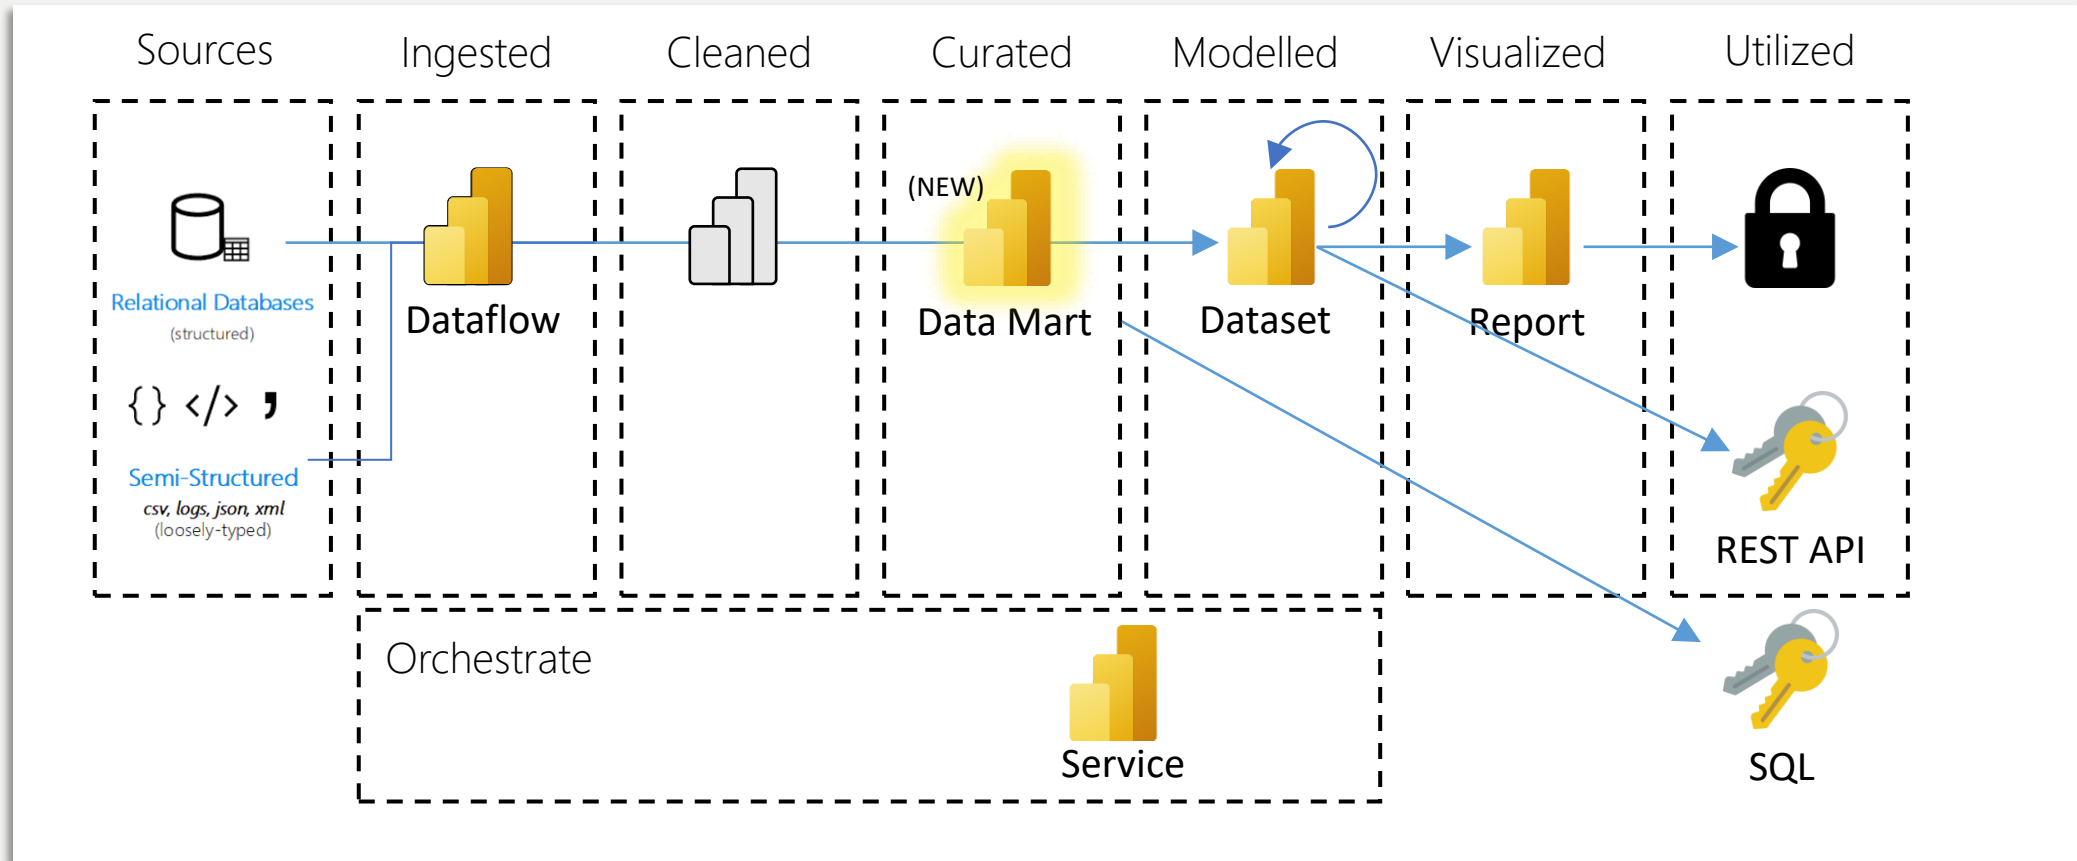 Sources
Ingested
Cleaned
Curated
Modelled
Visualized
Utilized
(NEW)
Relational Databases
(structured)
Dataflow
Data Mart
Dataset
Report
{ } </> ,
Semi-Structured
csv, logs, json, xml
(loosely-typed)
REST API
Orchestrate
Service
SQL